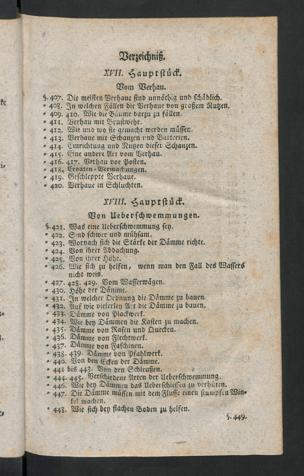 Verzeichniß.
XVII. Hauptstück.
Vom Verhau.
§. 407. Die meisten Verhaue sind unnöthig und schädlich.
408. In welchen Fällen die Verhaue von großem Nutzen.
409. 410. Wie die Bäume darzu zu fällen.
411. Verhau mit Brustwehr.
412. Wie und wo sie gemacht werden müssen.
413. Verhaue mit Schanzen und Batterien.
414. Einrichtung und Nutzen dieser Schanzen.
415. Eine andre Art vom Verhau.
416. 417. Verhau vor Posten.
418. Croaten-Vermachungen.
419. Geschleppte Verhaue.
420. Verhaue in Schluchten.
XVIII. Hauptstück.
Von Ueberschwemmungen.
§. 421. Was eine Ueberschwemmung sey.
422. Sind schwer und mühsam.
423. Wornach sich die Stärke der Dämme richte.
424. Von ihrer Abdachung.
425. Von ihrer Höhe.
426. Wie sich zu helfen, wenn man den Fall des Wassers
nicht weis.
427. 428. 429. Vom Wasserwägen.
430. Höhe der Dämme.
431. In welcher Ordnung die Dämme zu bauen.
432. Auf wie vielerley Art die Dämme zu bauen.
433. Dämme von Plackwerk.
434. Wie bey Dämmen die Kasten zu machen.
435. Dämme von Rasen und Quecken.
436. Dämme von Flechtwerk.
437. Dämme von Faschinen.
438. 439. Dämme von Pfahlwerk.
440. Von den Ecken der Dämme.
441 bis 443. Von den Schleußen.
444. 445. Verschiedene Arten der Ueberschwemmung.
446. Wie bey Dämmen das Ueberschießen zu verhüten.
447. Die Dämme müssen mit dem Flusse einen stumpfen Win-
kel machen.
448. Wie sich bey flachen Boden zu helfen.
§. 449.